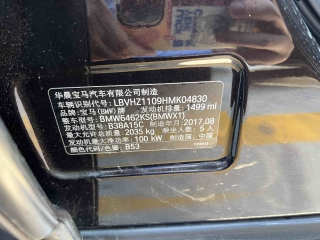 华晨宝马汽车有限公司制造
车辆识别代号: LBVHZ1109HMK04830
品牌: 宝马(BMW)牌 发动机排量: 1499 ml
整车型号: BMW6462KS(BMWX1)
发动机型号: B38A15C 制造年月: 2017.08
最大允许总质量: 2035 kg 乘坐人数: 5 人
发动机最大净功率: 100 kW 制造国: 中国
颜色代码/色号: B53